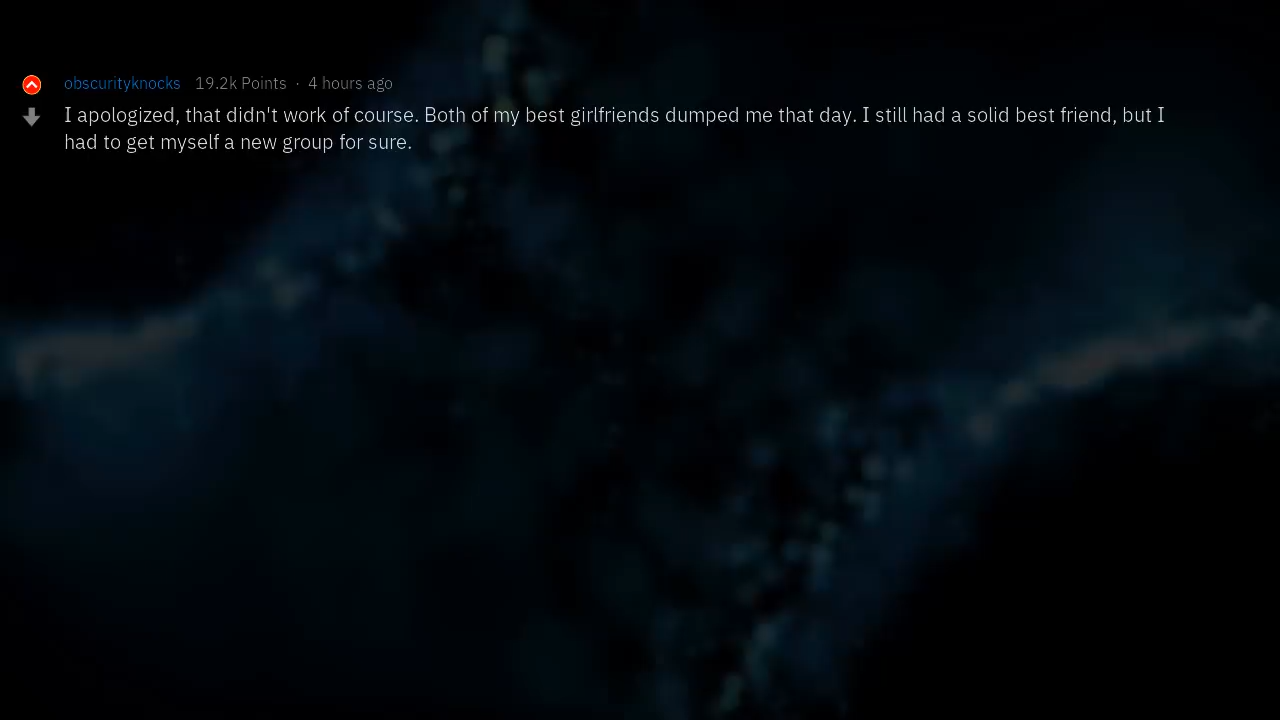 obscurityknocks 19.2k Points · 4 hours ago
I apologized, that didn't work of course. Both of my best girlfriends dumped me that day. I still had a solid best friend, but I
had to get myself a new group for sure.